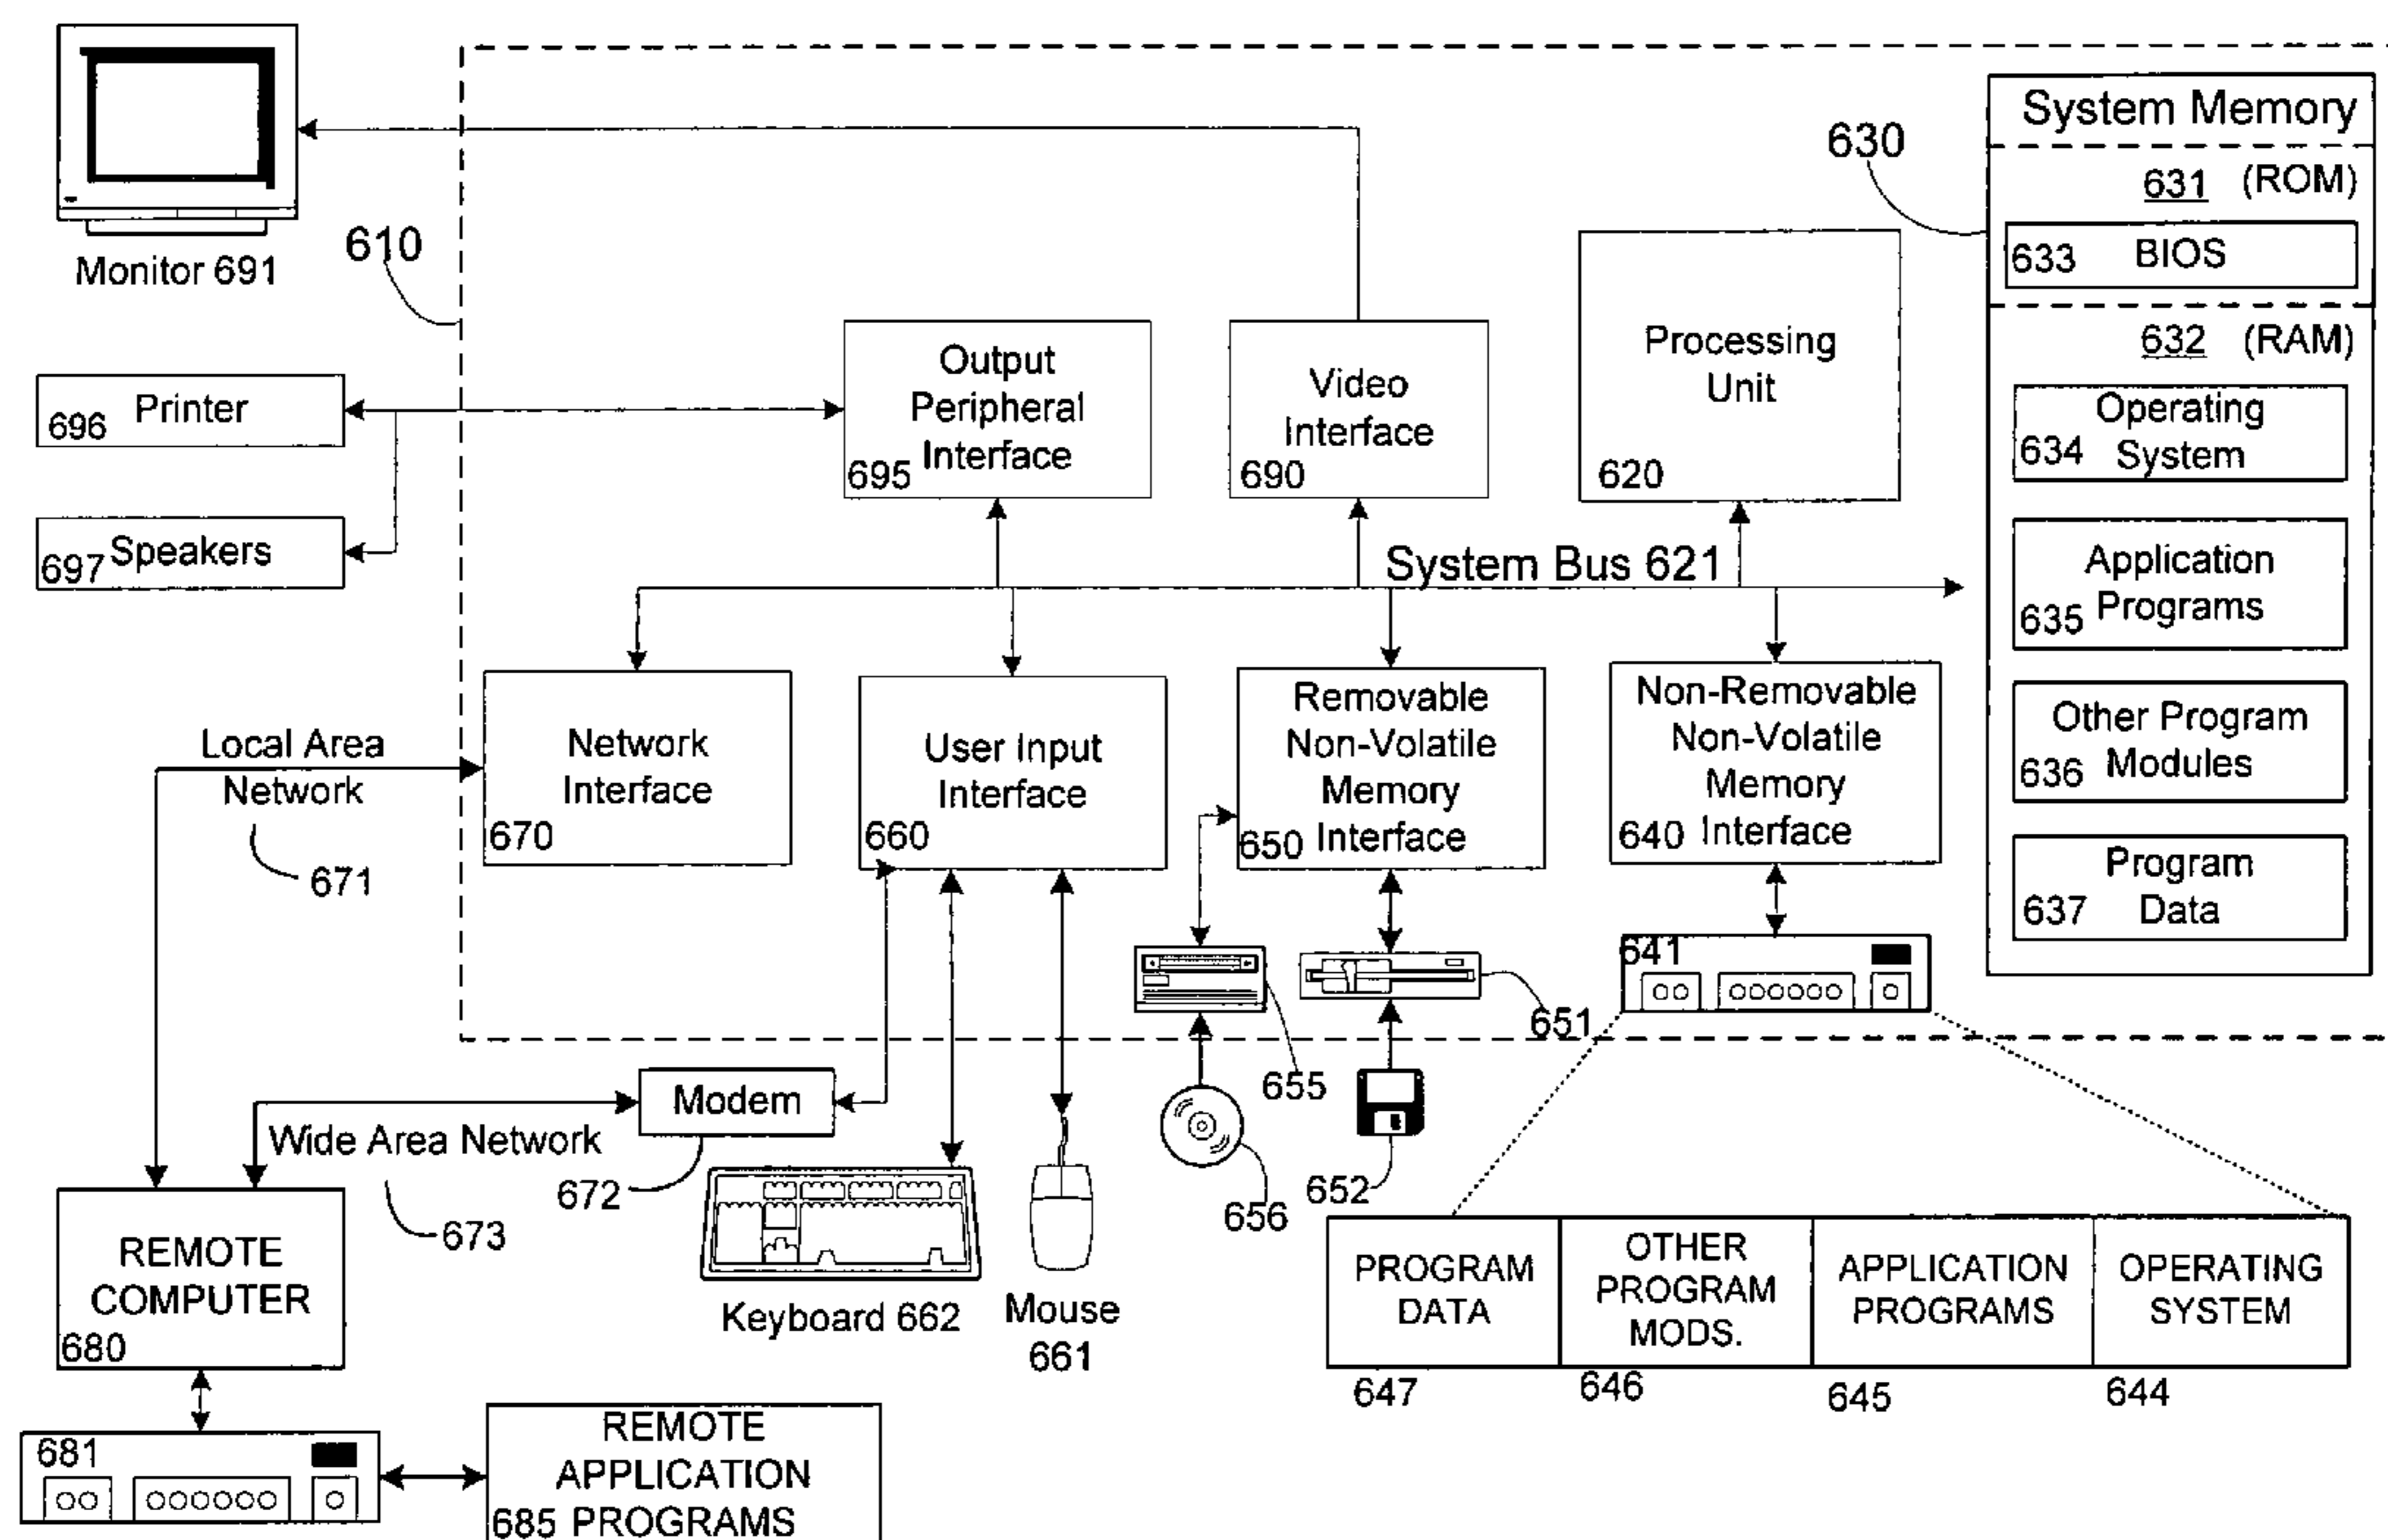 System Memory
630
631 (ROM)
633 BIOS
632 (RAM)
634 Operating
System
635 Application
Programs
636 Other Program
Modules
637 Program
Data
Monitor 691
610
Output
Peripheral
Interface
695
Video
Interface
690
Processing
Unit
620
Printer
696
Speakers
697
System Bus 621
Local Area
Network
671
Network
Interface
670
User Input
Interface
660
Removable
Non-Volatile
Memory
650 Interface
Non-Removable
Non-Volatile
Memory
640 Interface
641
651
655
Modem
Wide Area Network
672
673
656
652
REMOTE
COMPUTER
680
Keyboard 662
Mouse
661
PROGRAM
DATA
OTHER
PROGRAM
MODS.
APPLICATION
PROGRAMS
OPERATING
SYSTEM
647
646
645
644
681
REMOTE
APPLICATION
685 PROGRAMS